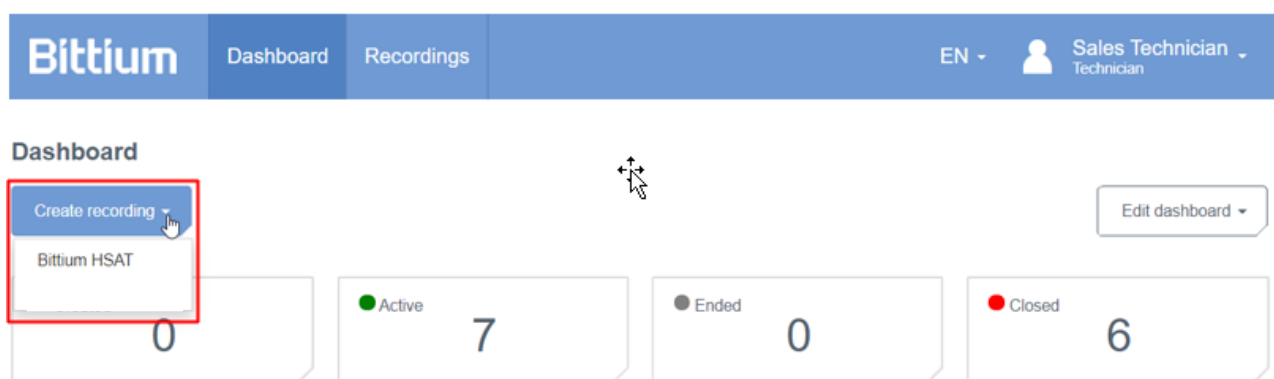 Bittium Dashboard Recordings EN Sales Technician
Technician
Dashboard
Create recording Edit dashboard
Bittium HSAT
Active Ended Closed
0 7 0 6